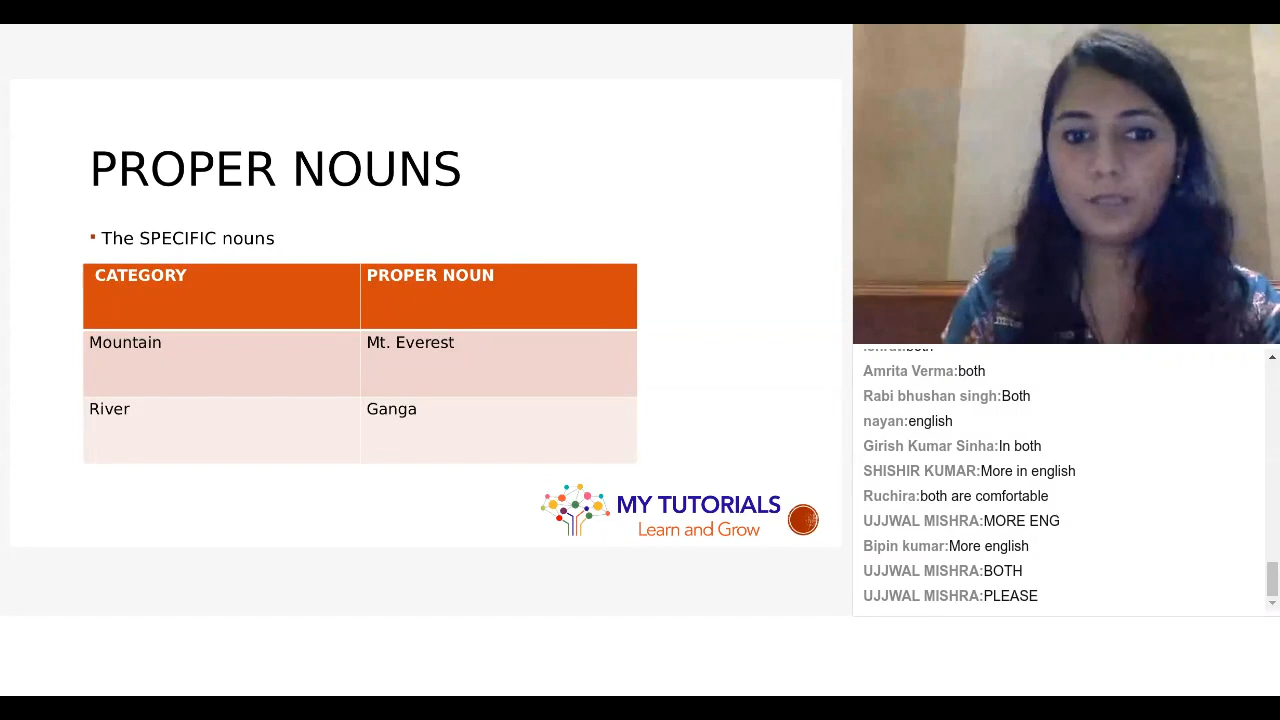 PROPER NOUNS
The SPECIFIC nouns
CATEGORY PROPER NOUN
Mountain Mt. Everest
River Ganga
MY TUTORIALS
Learn and Grow
Amrita Verma:both
Rabi bhushan singh:Both
nayan:english
Girish Kumar Sinha:In both
SHISHIR KUMAR:More in english
Ruchira:both are comfortable
UJJWAL MISHRA:MORE ENG
Bipin kumar:More english
UJJWAL MISHRA:BOTH
UJJWAL MISHRA:PLEASE